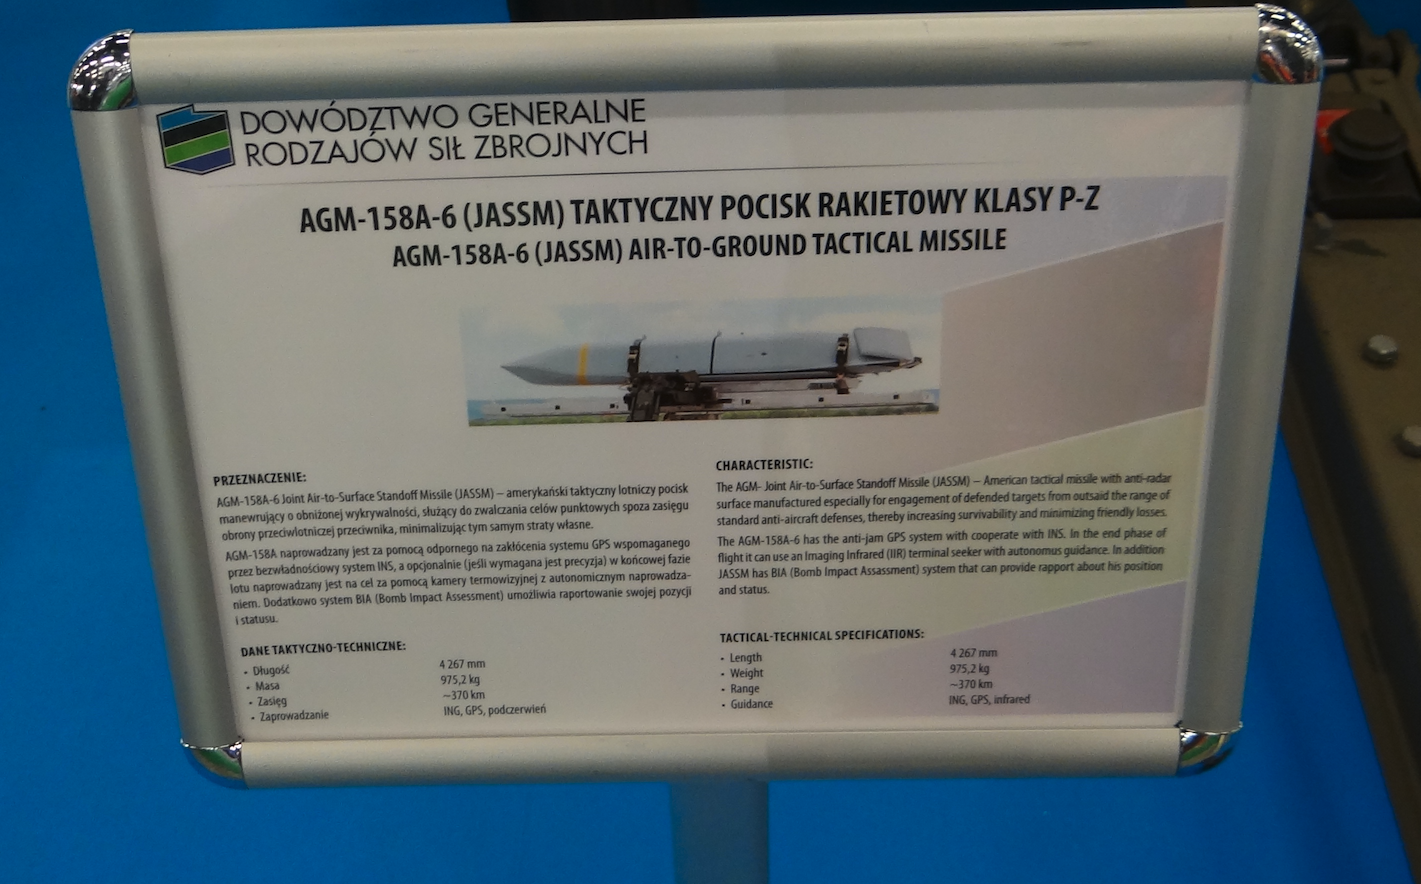 DOWÓDZTWO GENERALNE
RODZAJÓW SIŁ ZBROJNYCH
AGM-158A-6 (JASSM) TAKTYCZNY POCISK RAKIETOWY KLASY P-Z
AGM-158A-6 (JASSM) AIR-TO-GROUND TACTICAL MISSILE
PRZEZNACZENIE:
AGM-158A-6 Joint Air-to-Surface Standoff Missile (JASSM) – amerykański taktyczny lotniczy pocisk
manewrujący o obniżonej wykrywalności, służący do zwalczania celów punktowych spoza zasięgu
obrony przeciwlotniczej przeciwnika, minimalizując tym samym straty własne.
AGM-158A naprowadzany jest za pomocą odpornego na zakłócenia systemu GPS wspomaganego
przez bezwładnościowy system INS, a opcjonalnie (jeśli wymagana jest precyzja) w końcowej fazie
lotu naprowadzany jest na cel za pomocą kamery termowizyjnej z autonomicznym naprowadza-
niem. Dodatkowo system BIA (Bomb Impact Assessment) umożliwia raportowanie swojej pozycji
i statusu.
DANE TAKTYCZNO-TECHNICZNE:
• Długość 4 267 mm
• Masa 975,2 kg
• Zasięg ~370 km
• Zaprowadzanie ING, GPS, podczerwień
CHARACTERISTIC:
The AGM- Joint Air-to-Surface Standoff Missile (JASSM) – American tactical missile with anti-radar
surface manufactured especially for engagement of defended targets from outsaid the range of
standard anti-aircraft defenses, thereby increasing survivability and minimizing friendly losses.
The AGM-158A-6 has the anti-jam GPS system with cooperate with INS. In the end phase of
flight it can use an Imaging Infrared (IIR) terminal seeker with autonomus guidance. In addition
JASSM has BIA (Bomb Impact Assassment) system that can provide rapport about his position
and status.
TACTICAL-TECHNICAL SPECIFICATIONS:
• Length 4 267 mm
• Weight 975,2 kg
• Range ~370 km
• Guidance ING, GPS, infrared